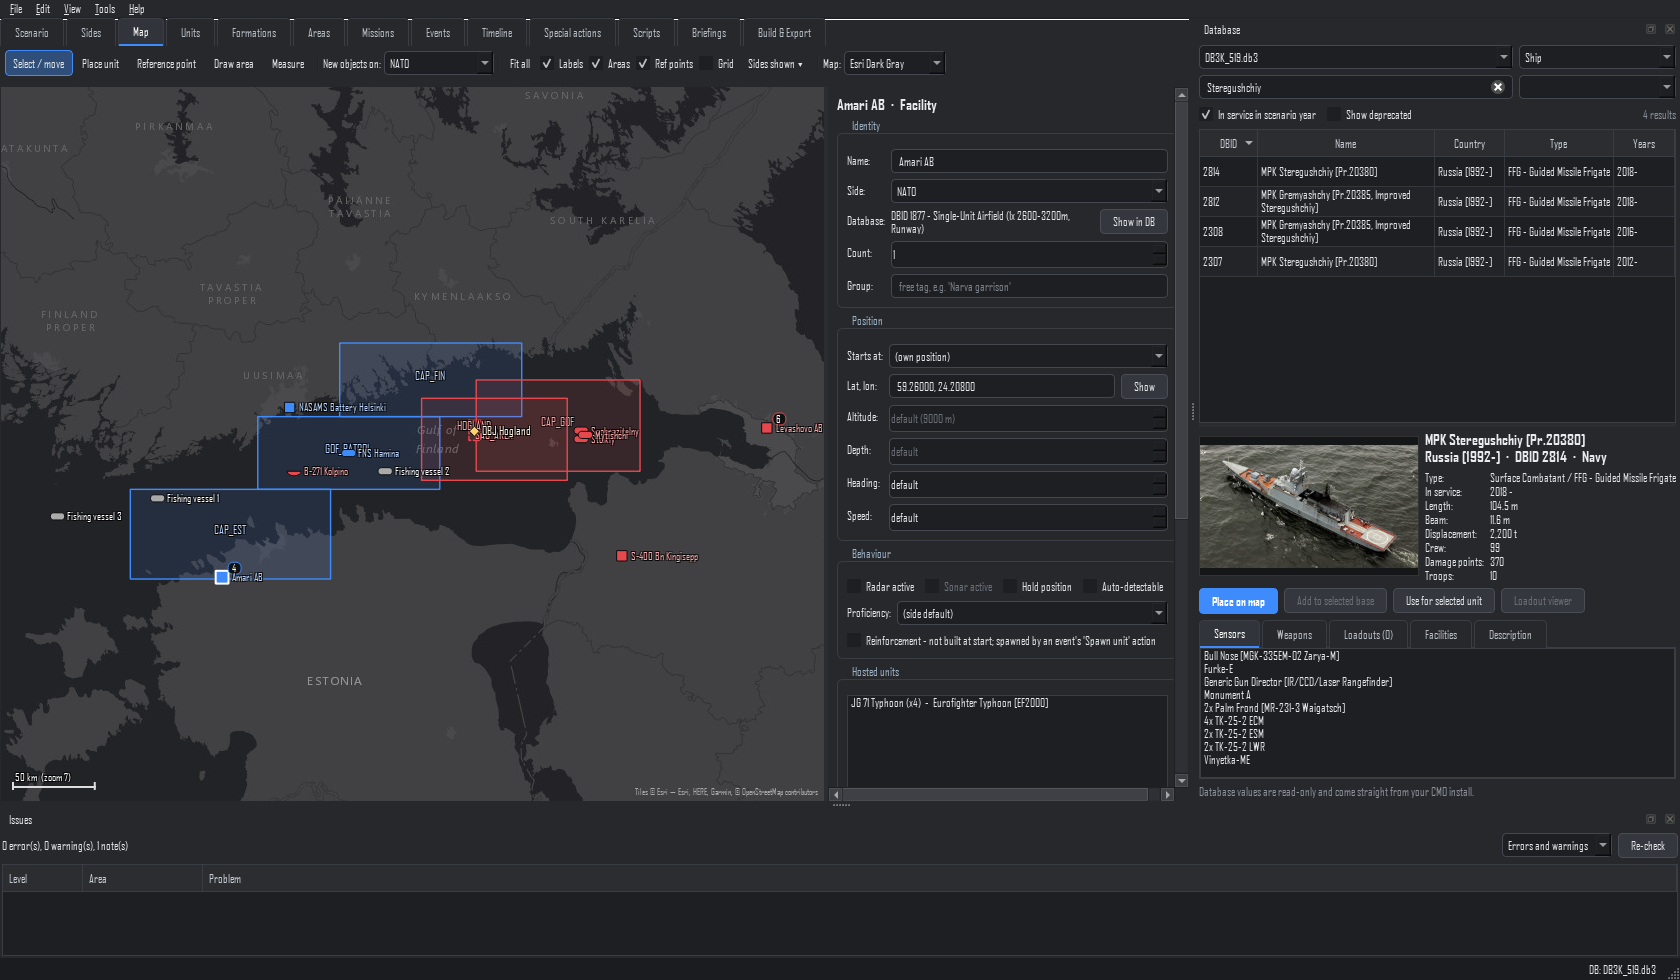 File Edit View Tools Help
Scenario Sides Map Units Formations Areas Missions Events Timeline Special actions Scripts Briefings Build & Export
Select / move Place unit Reference point Draw area Measure New objects on: NATO Fit all Labels Areas Ref points Grid Sides shown Map: Esri Dark Gray
SAVONIA
PIRKANMAA
ATAKUNTA
PAIJANNE
TAVASTIA
SOUTH KARELIA
TAVASTIA
PROPER
KYMENLAAKSO
FINLAND
PROPER
UUSIMAA
CAP_FIN
NASAMS Battery Helsinki
CAP_GOF
OBJ Hogland
Gulf of
Finland
6
Levashovo AB
GOF_PATROL
FNS Hamina
B-271 Kolpino
Fishing vessel 2
Fishing vessel 1
Fishing vessel 3
CAP_EST
4
Amari AB
S-400 Bn Kingisepp
ESTONIA
50 km (zoom 7)
Tiles © Esri — Esri, HERE, Garmin, © OpenStreetMap contributors
Amari AB · Facility
Identity
Name: Amari AB
Side: NATO
Database: DBID 1877 - Single-Unit Airfield (1x 2600-3200m, Runway) Show in DB
Count: 1
Group: free tag, e.g. 'Narva garrison'
Position
Starts at: (own position)
Lat, lon: 59.26000, 24.20800 Show
Altitude: default (9000 m)
Depth: default
Heading: default
Speed: default
Behaviour
Radar active Sonar active Hold position Auto-detectable
Proficiency: (side default)
Reinforcement - not built at start; spawned by an event's 'Spawn unit' action
Hosted units
JG 71 Typhoon (x4) - Eurofighter Typhoon [EF2000]
Database
DB3K_519.db3 Ship
Steregushchiy
In service in scenario year Show deprecated 4 results
DBID Name Country Type Years
2814 MPK Steregushchiy [Pr.20380] Russia [1992-] FFG - Guided Missile Frigate 2018-
2812 MPK Gremyashchy [Pr.20385, Improved Steregushchiy] Russia [1992-] FFG - Guided Missile Frigate 2018-
2308 MPK Gremyashchy [Pr.20385, Improved Steregushchiy] Russia [1992-] FFG - Guided Missile Frigate 2016-
2307 MPK Steregushchiy [Pr.20380] Russia [1992-] FFG - Guided Missile Frigate 2012-
MPK Steregushchiy [Pr.20380]
Russia [1992-] · DBID 2814 · Navy
Type: Surface Combatant / FFG - Guided Missile Frigate
In service: 2018 -
Length: 104.5 m
Beam: 11.6 m
Displacement: 2,200 t
Crew: 99
Damage points: 370
Troops: 10
Place on map Add to selected base Use for selected unit Loadout viewer
Sensors Weapons Loadouts (0) Facilities Description
Bull Nose [MGK-335EM-02 Zarya-M]
Furke-E
Generic Gun Director [IR/CCD/Laser Rangefinder]
Monument A
2x Palm Frond [MR-231-3 Waigatsch]
4x TK-25-2 ECM
2x TK-25-2 ESM
2x TK-25-2 LWR
Vinyetka-ME
Database values are read-only and come straight from your CMO install.
Issues
0 error(s), 0 warning(s), 1 note(s) Errors and warnings Re-check
Level Area Problem
DB: DB3K_519.db3